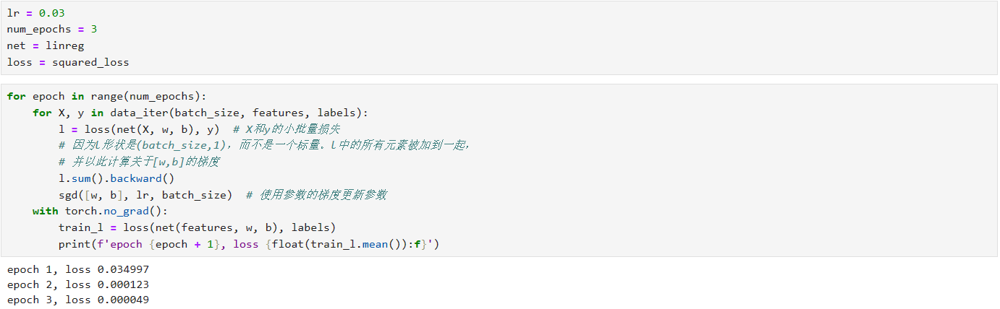 lr = 0.03
num_epochs = 3
net = linreg
loss = squared_loss
for epoch in range(num_epochs):
    for X, y in data_iter(batch_size, features, labels):
        l = loss(net(X, w, b), y)  # X和y的小批量损失
        # 因为l形状是(batch_size,1)，而不是一个标量。l中的所有元素被加到一起，
        # 并以此计算关于[w,b]的梯度
        l.sum().backward()
        sgd([w, b], lr, batch_size)  # 使用参数的梯度更新参数
    with torch.no_grad():
        train_l = loss(net(features, w, b), labels)
        print(f'epoch {epoch + 1}, loss {float(train_l.mean()):f}')
epoch 1, loss 0.034997
epoch 2, loss 0.000123
epoch 3, loss 0.000049